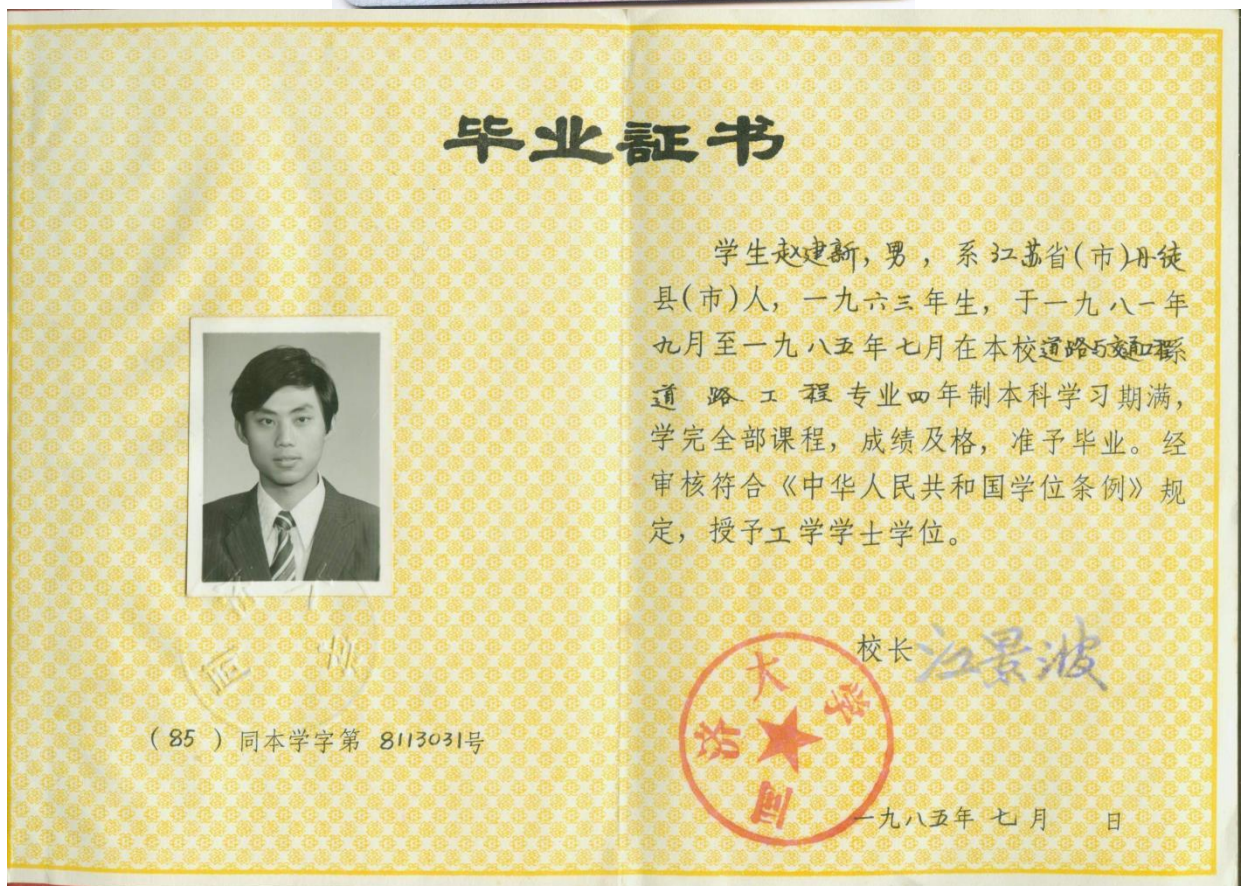 毕业証书
学生赵建新，男，系江苏省(市)丹徒
县(市)人，一九六三年生，于一九八一年
九月至一九八五年七月在本校道路与交通工程系
道路工程专业四年制本科学习期满，
学完全部课程，成绩及格，准予毕业。经
审核符合《中华人民共和国学位条例》规
定，授予工学学士学位。
校长 江景波
同济大学
一九八五年七月 日
(85)同本学字第 8113031号